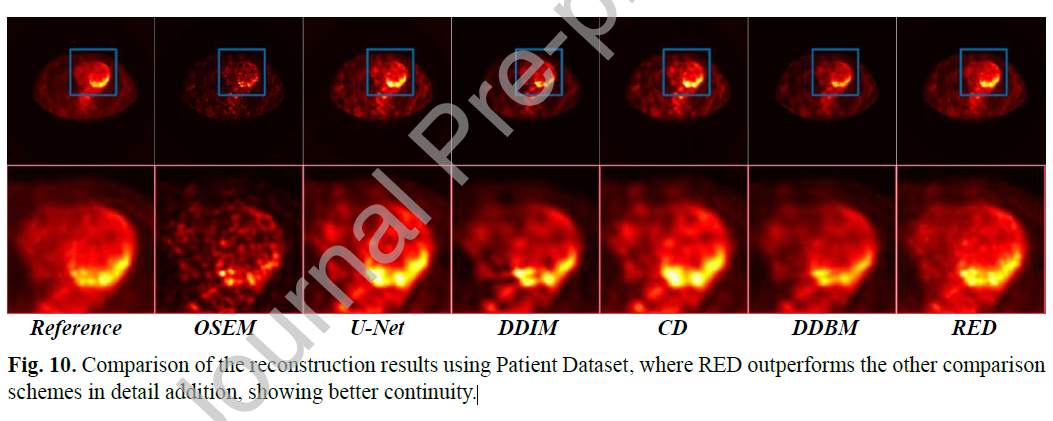 Reference OSEM U-Net DDIM CD DDBM RED
Fig. 10. Comparison of the reconstruction results using Patient Dataset, where RED outperforms the other comparison
schemes in detail addition, showing better continuity.
Journal Pre-p